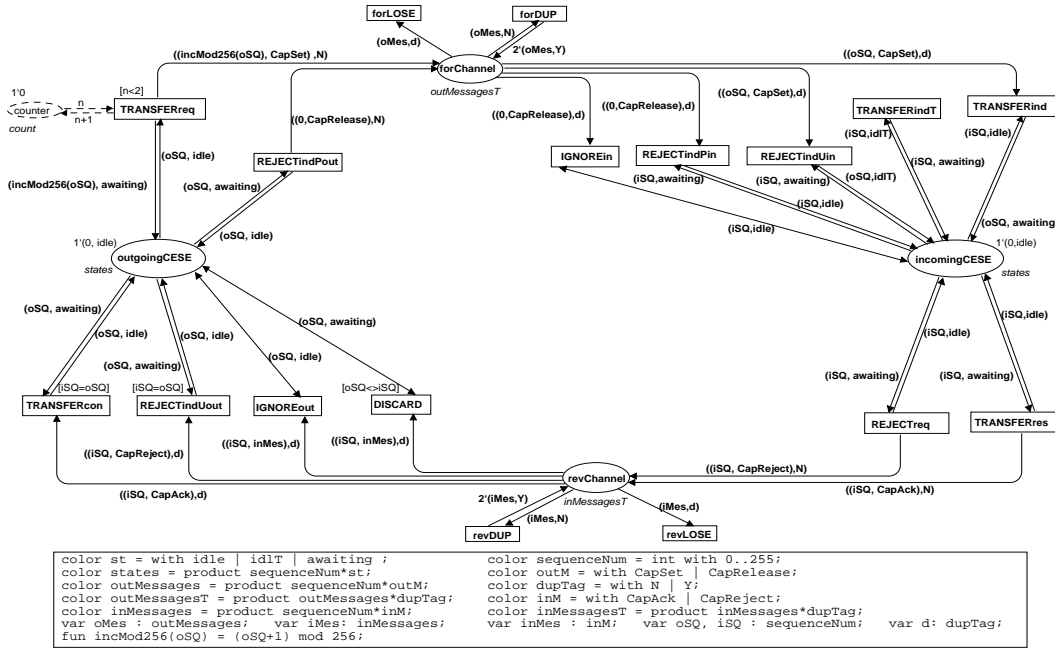 forLOSE
forDUP
(oMes,d)
(oMes,N)
2'(oMes,Y)
((incMod256(oSQ), CapSet) ,N)
((oSQ, CapSet),d)
forChannel
outMessagesT
1'0
counter
count
n
n+1
[n<2]
TRANSFERreq
((0,CapRelease),N)
((0,CapRelease),d)
((0,CapRelease),d)
((oSQ, CapSet),d)
TRANSFERindT
TRANSFERind
(iSQ,idlT)
(iSQ,idle)
(oSQ, idle)
REJECTindPout
IGNOREin
REJECTindPin
REJECTindUin
(incMod256(oSQ), awaiting)
(oSQ, awaiting)
(iSQ,awaiting)
(iSQ, awaiting)
(oSQ,idlT)
(iSQ, awaiting)
(iSQ,idle)
(iSQ,idle)
(oSQ, awaiting)
(oSQ, idle)
1'(0, idle)
outgoingCESE
states
1'(0,idle)
incomingCESE
states
(oSQ, awaiting)
(oSQ, idle)
(oSQ, idle)
(oSQ, awaiting)
(oSQ, idle)
(oSQ, awaiting)
(iSQ,idle)
(iSQ,idle)
(iSQ, awaiting)
(iSQ, awaiting)
[iSQ=oSQ]
[iSQ=oSQ]
[oSQ<>iSQ]
TRANSFERcon
REJECTindUout
IGNOREout
DISCARD
REJECTreq
TRANSFERres
((iSQ, CapReject),d)
((iSQ, inMes),d)
((iSQ, inMes),d)
((iSQ, CapReject),N)
((iSQ, CapAck),d)
((iSQ, CapAck),N)
revChannel
inMessagesT
2'(iMes,Y)
(iMes,N)
(iMes,d)
revDUP
revLOSE
color st = with idle | idlT | awaiting ; color sequenceNum = int with 0..255;
color states = product sequenceNum*st; color outM = with CapSet | CapRelease;
color outMessages = product sequenceNum*outM; color dupTag = with N | Y;
color outMessagesT = product outMessages*dupTag; color inM = with CapAck | CapReject;
color inMessages = product sequenceNum*inM; color inMessagesT = product inMessages*dupTag;
var oMes : outMessages; var iMes: inMessages; var inMes : inM; var oSQ, iSQ : sequenceNum; var d: dupTag;
fun incMod256(oSQ) = (oSQ+1) mod 256;